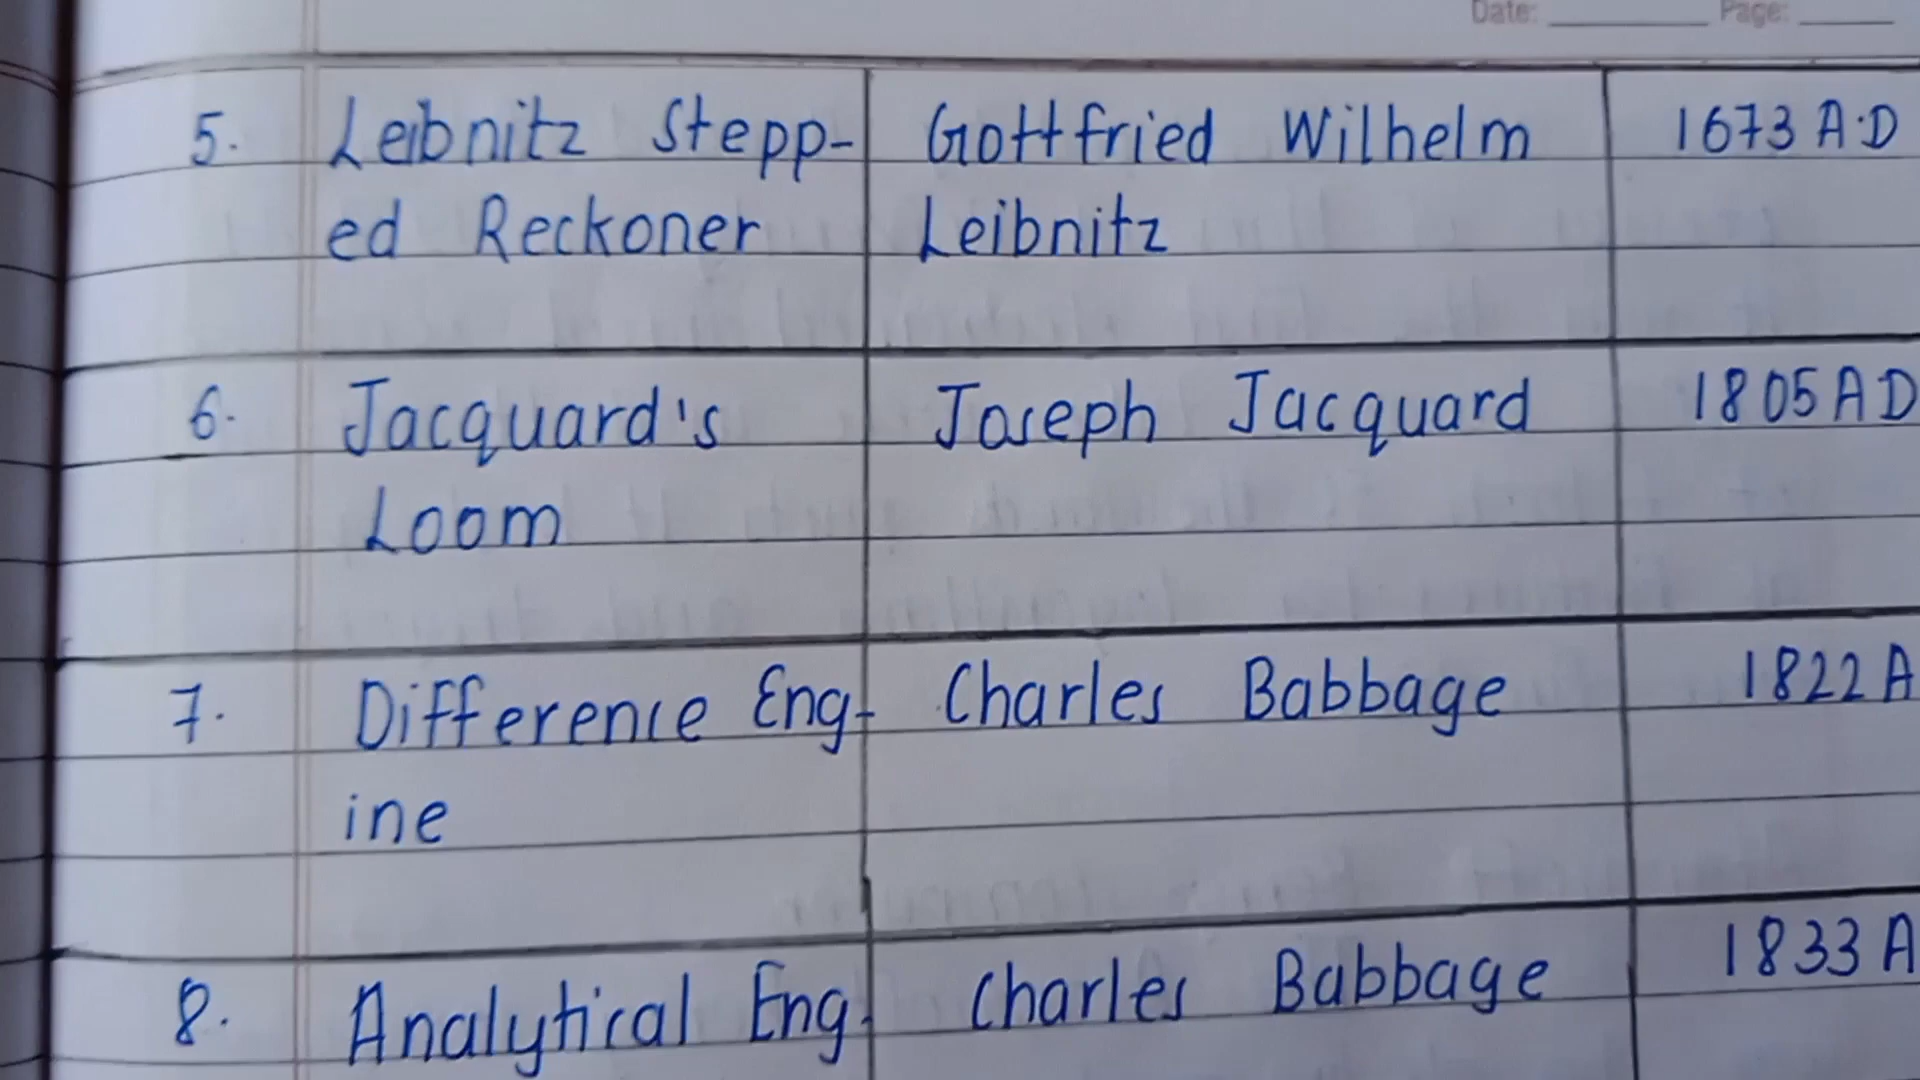 Date: Page:
5. Leibnitz Stepp- Gottfried Wilhelm 1673 A.D
ed Reckoner Leibnitz
6. Jacquard's Joseph Jacquard 1805 AD
Loom
7. Difference Eng- Charles Babbage 1822 A
ine
8. Analytical Eng- Charles Babbage 1833 A